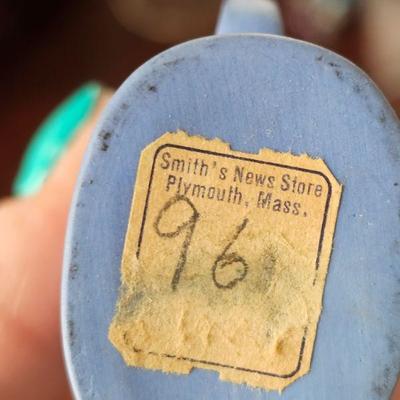 Smith's News Store
Plymouth, Mass.
96